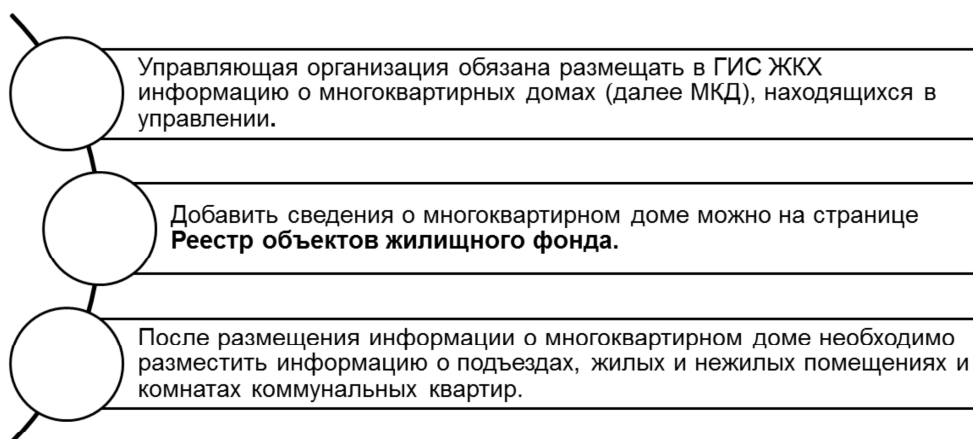 Управляющая организация обязана размещать в ГИС ЖКХ
информацию о многоквартирных домах (далее МКД), находящихся в
управлении.
Добавить сведения о многоквартирном доме можно на странице
Реестр объектов жилищного фонда.
После размещения информации о многоквартирном доме необходимо
разместить информацию о подъездах, жилых и нежилых помещениях и
комнатах коммунальных квартир.